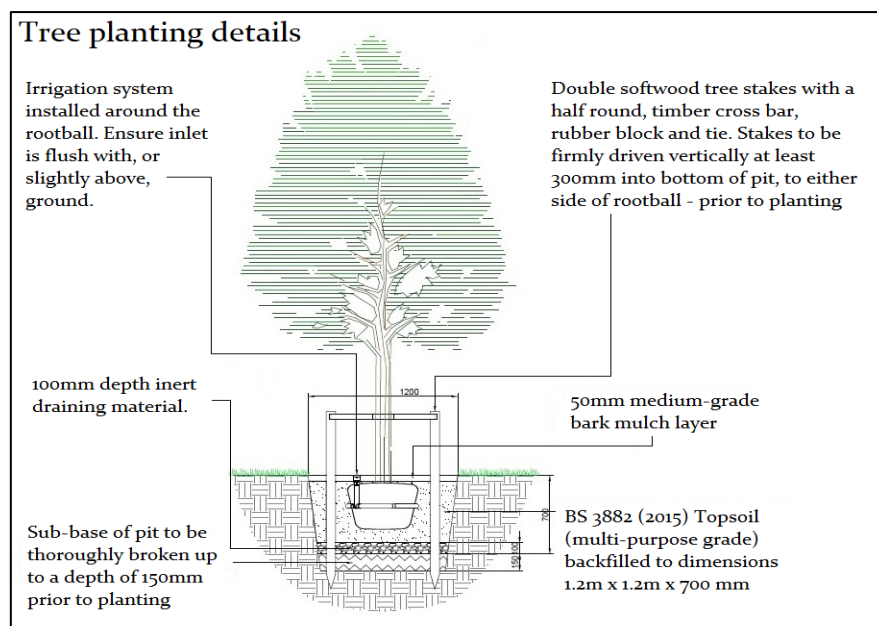 Tree planting details
Irrigation system
installed around the
rootball. Ensure inlet
is flush with, or
slightly above,
ground.
Double softwood tree stakes with a
half round, timber cross bar,
rubber block and tie. Stakes to be
firmly driven vertically at least
300mm into bottom of pit, to either
side of rootball - prior to planting
100mm depth inert
draining material.
1200
50mm medium-grade
bark mulch layer
700
Sub-base of pit to be
thoroughly broken up
to a depth of 150mm
prior to planting
100
150
BS 3882 (2015) Topsoil
(multi-purpose grade)
backfilled to dimensions
1.2m x 1.2m x 700 mm